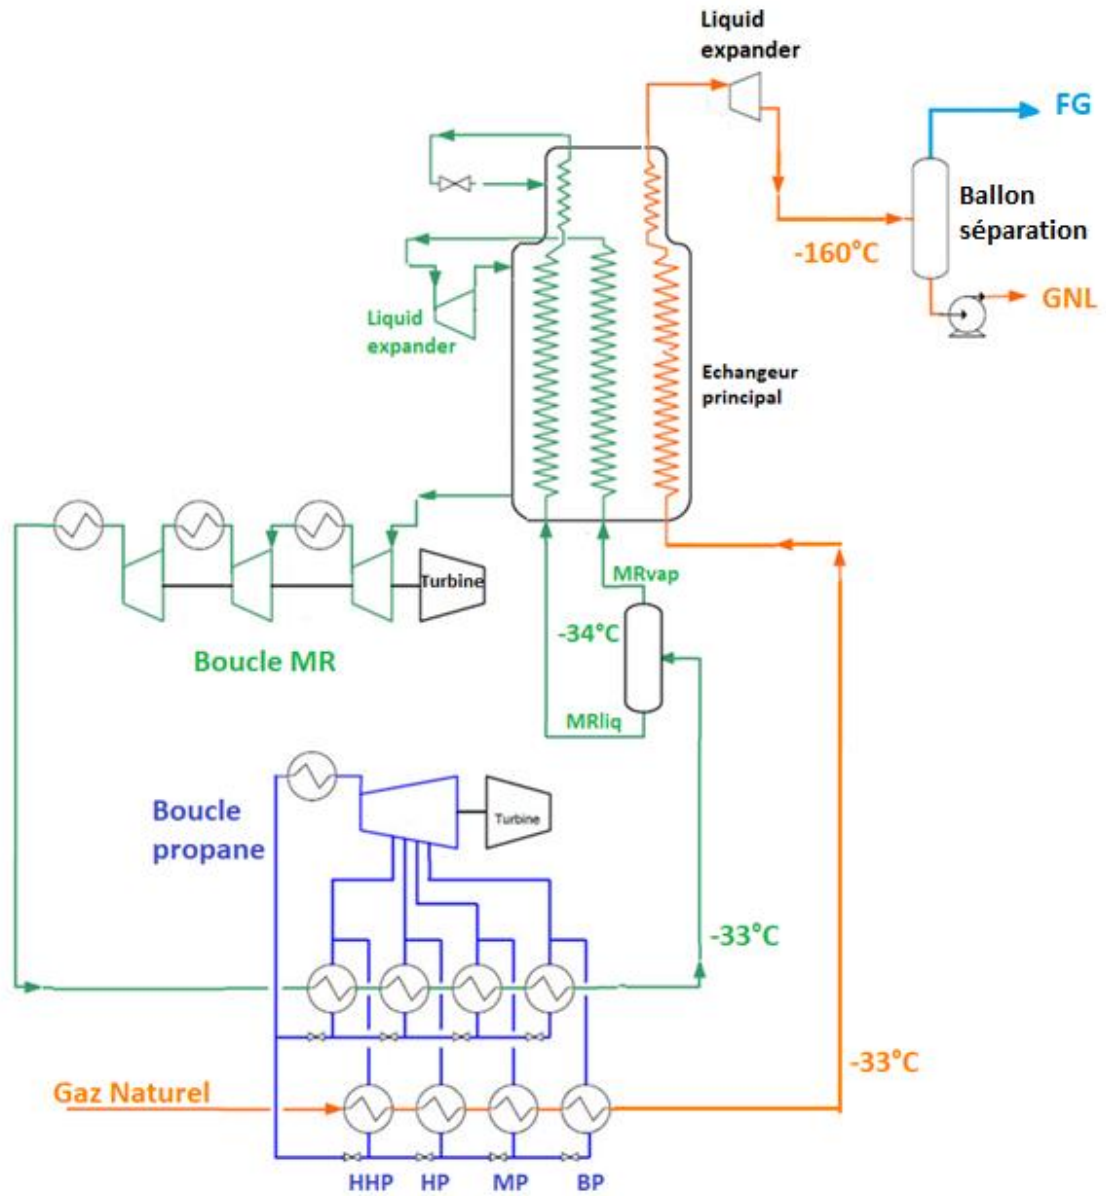 Liquid
expander
FG
Ballon
séparation
-160°C
GNL
Liquid
expander
Echangeur
principal
Turbine
MRvap
-34°C
Boucle MR
MRliq
Boucle
propane
Turbine
-33°C
-33°C
Gaz Naturel
HHP HP MP BP